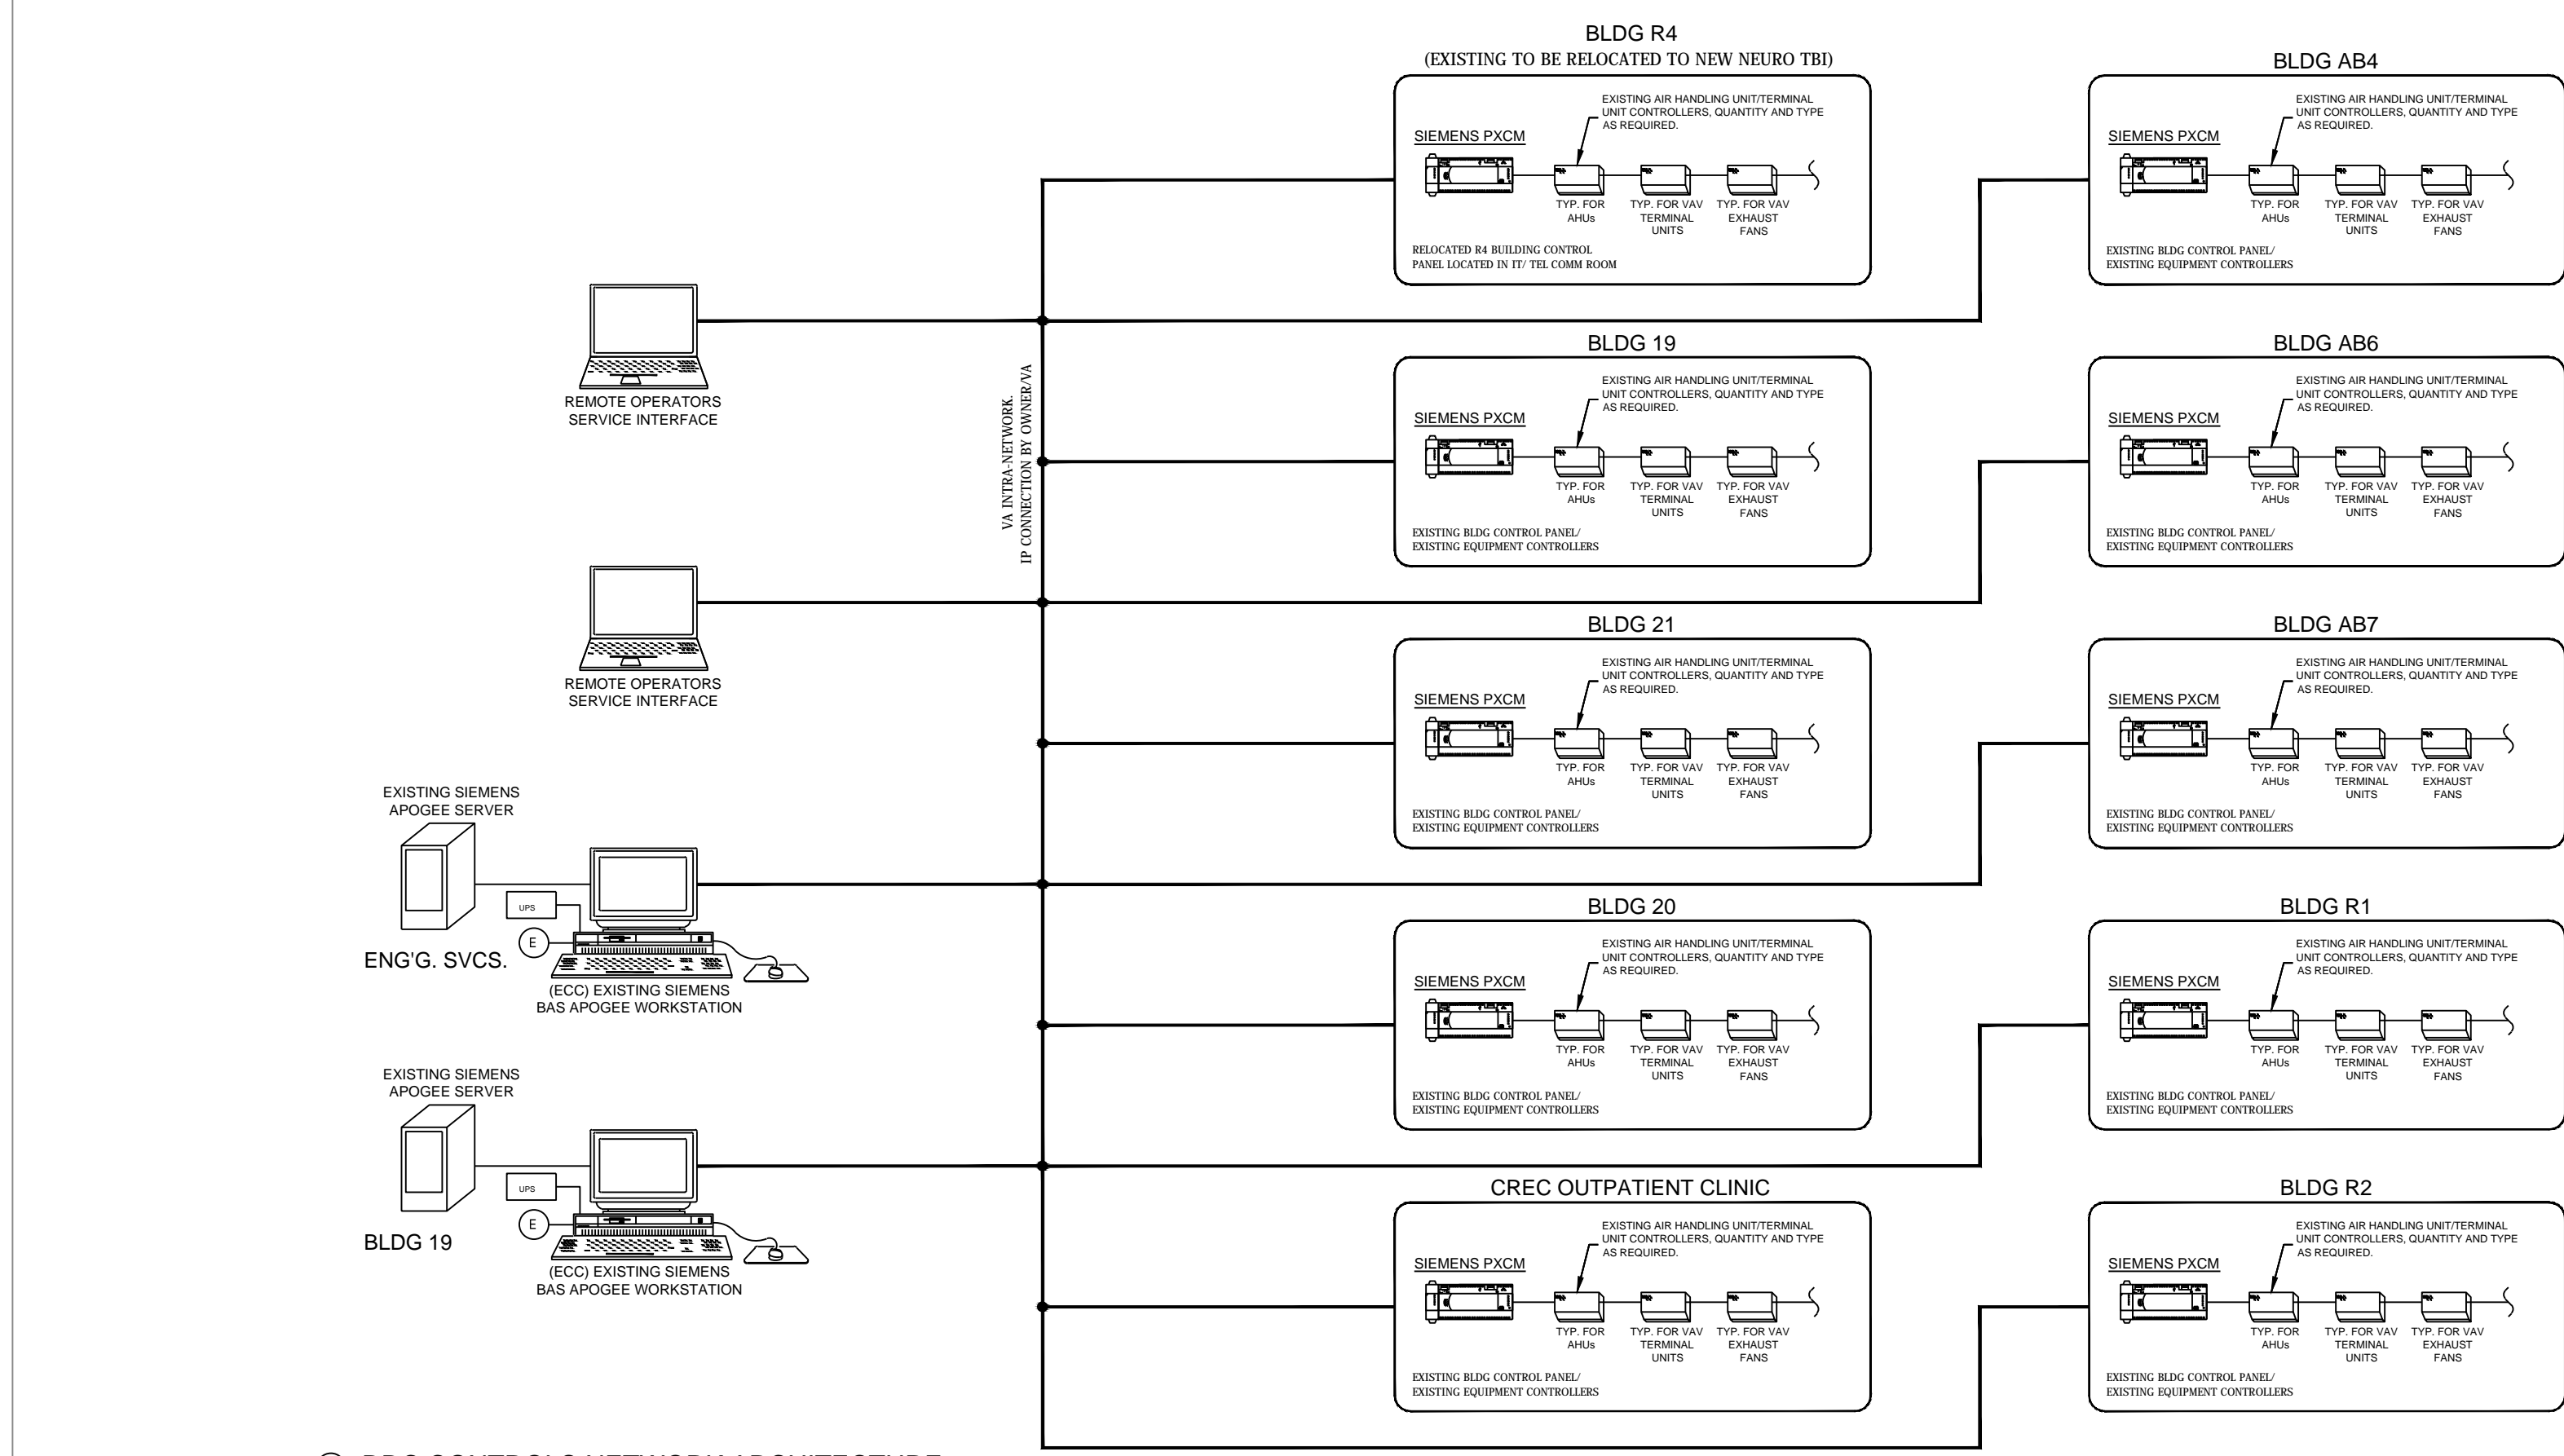 BLDG R4
(EXISTING TO BE RELOCATED TO NEW NEURO TBI)
EXISTING AIR HANDLING UNIT/TERMINAL
UNIT CONTROLLERS, QUANTITY AND TYPE
AS REQUIRED.
SIEMENS PXCM
TYP. FOR
AHUs
TYP. FOR VAV
TERMINAL
UNITS
TYP. FOR VAV
EXHAUST
FANS
RELOCATED R4 BUILDING CONTROL
PANEL LOCATED IN IT/ TEL COMM ROOM
BLDG AB4
EXISTING AIR HANDLING UNIT/TERMINAL
UNIT CONTROLLERS, QUANTITY AND TYPE
AS REQUIRED.
SIEMENS PXCM
TYP. FOR
AHUs
TYP. FOR VAV
TERMINAL
UNITS
TYP. FOR VAV
EXHAUST
FANS
EXISTING BLDG CONTROL PANEL/
EXISTING EQUIPMENT CONTROLLERS
REMOTE OPERATORS
SERVICE INTERFACE
VA INTRA-NETWORK.
IP CONNECTION BY OWNER/VA
BLDG 19
EXISTING AIR HANDLING UNIT/TERMINAL
UNIT CONTROLLERS, QUANTITY AND TYPE
AS REQUIRED.
SIEMENS PXCM
TYP. FOR
AHUs
TYP. FOR VAV
TERMINAL
UNITS
TYP. FOR VAV
EXHAUST
FANS
EXISTING BLDG CONTROL PANEL/
EXISTING EQUIPMENT CONTROLLERS
BLDG AB6
EXISTING AIR HANDLING UNIT/TERMINAL
UNIT CONTROLLERS, QUANTITY AND TYPE
AS REQUIRED.
SIEMENS PXCM
TYP. FOR
AHUs
TYP. FOR VAV
TERMINAL
UNITS
TYP. FOR VAV
EXHAUST
FANS
EXISTING BLDG CONTROL PANEL/
EXISTING EQUIPMENT CONTROLLERS
REMOTE OPERATORS
SERVICE INTERFACE
BLDG 21
EXISTING AIR HANDLING UNIT/TERMINAL
UNIT CONTROLLERS, QUANTITY AND TYPE
AS REQUIRED.
SIEMENS PXCM
TYP. FOR
AHUs
TYP. FOR VAV
TERMINAL
UNITS
TYP. FOR VAV
EXHAUST
FANS
EXISTING BLDG CONTROL PANEL/
EXISTING EQUIPMENT CONTROLLERS
BLDG AB7
EXISTING AIR HANDLING UNIT/TERMINAL
UNIT CONTROLLERS, QUANTITY AND TYPE
AS REQUIRED.
SIEMENS PXCM
TYP. FOR
AHUs
TYP. FOR VAV
TERMINAL
UNITS
TYP. FOR VAV
EXHAUST
FANS
EXISTING BLDG CONTROL PANEL/
EXISTING EQUIPMENT CONTROLLERS
EXISTING SIEMENS
APOGEE SERVER
UPS
E
ENG'G. SVCS.
(ECC) EXISTING SIEMENS
BAS APOGEE WORKSTATION
BLDG 20
EXISTING AIR HANDLING UNIT/TERMINAL
UNIT CONTROLLERS, QUANTITY AND TYPE
AS REQUIRED.
SIEMENS PXCM
TYP. FOR
AHUs
TYP. FOR VAV
TERMINAL
UNITS
TYP. FOR VAV
EXHAUST
FANS
EXISTING BLDG CONTROL PANEL/
EXISTING EQUIPMENT CONTROLLERS
BLDG R1
EXISTING AIR HANDLING UNIT/TERMINAL
UNIT CONTROLLERS, QUANTITY AND TYPE
AS REQUIRED.
SIEMENS PXCM
TYP. FOR
AHUs
TYP. FOR VAV
TERMINAL
UNITS
TYP. FOR VAV
EXHAUST
FANS
EXISTING BLDG CONTROL PANEL/
EXISTING EQUIPMENT CONTROLLERS
EXISTING SIEMENS
APOGEE SERVER
UPS
E
BLDG 19
(ECC) EXISTING SIEMENS
BAS APOGEE WORKSTATION
CREC OUTPATIENT CLINIC
EXISTING AIR HANDLING UNIT/TERMINAL
UNIT CONTROLLERS, QUANTITY AND TYPE
AS REQUIRED.
SIEMENS PXCM
TYP. FOR
AHUs
TYP. FOR VAV
TERMINAL
UNITS
TYP. FOR VAV
EXHAUST
FANS
EXISTING BLDG CONTROL PANEL/
EXISTING EQUIPMENT CONTROLLERS
BLDG R2
EXISTING AIR HANDLING UNIT/TERMINAL
UNIT CONTROLLERS, QUANTITY AND TYPE
AS REQUIRED.
SIEMENS PXCM
TYP. FOR
AHUs
TYP. FOR VAV
TERMINAL
UNITS
TYP. FOR VAV
EXHAUST
FANS
EXISTING BLDG CONTROL PANEL/
EXISTING EQUIPMENT CONTROLLERS
CONTROLS NETWORK ARCHITECTURE